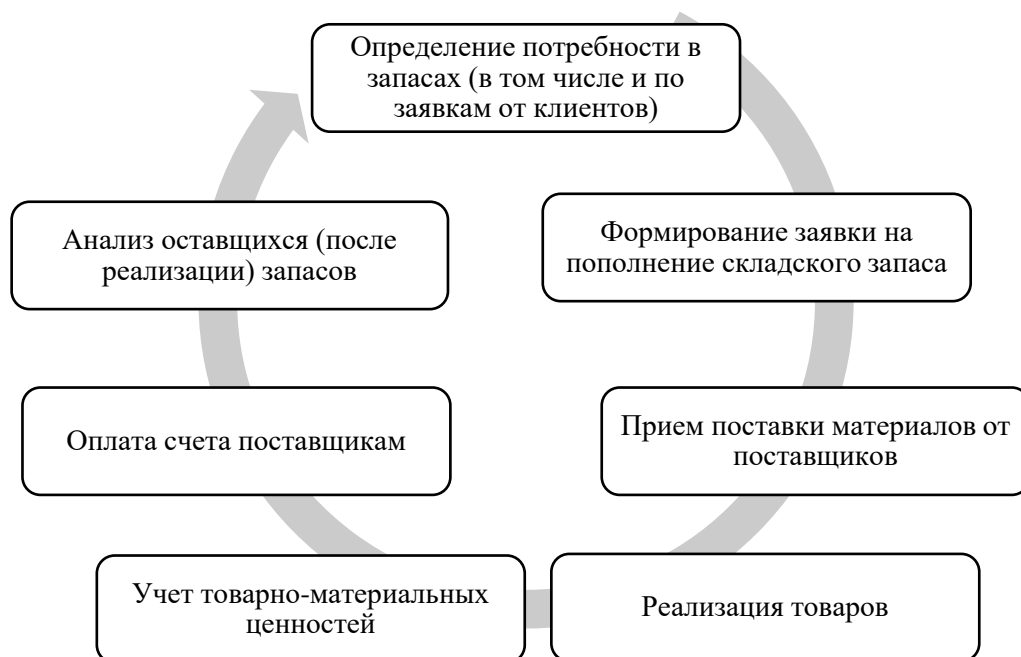 Определение потребности в
запасах (в том числе и по
заявкам от клиентов)
Формирование заявки на
пополнение складского запаса
Прием поставки материалов от
поставщиков
Реализация товаров
Учет товарно-материальных
ценностей
Оплата счета поставщикам
Анализ оставщихся (после
реализации) запасов